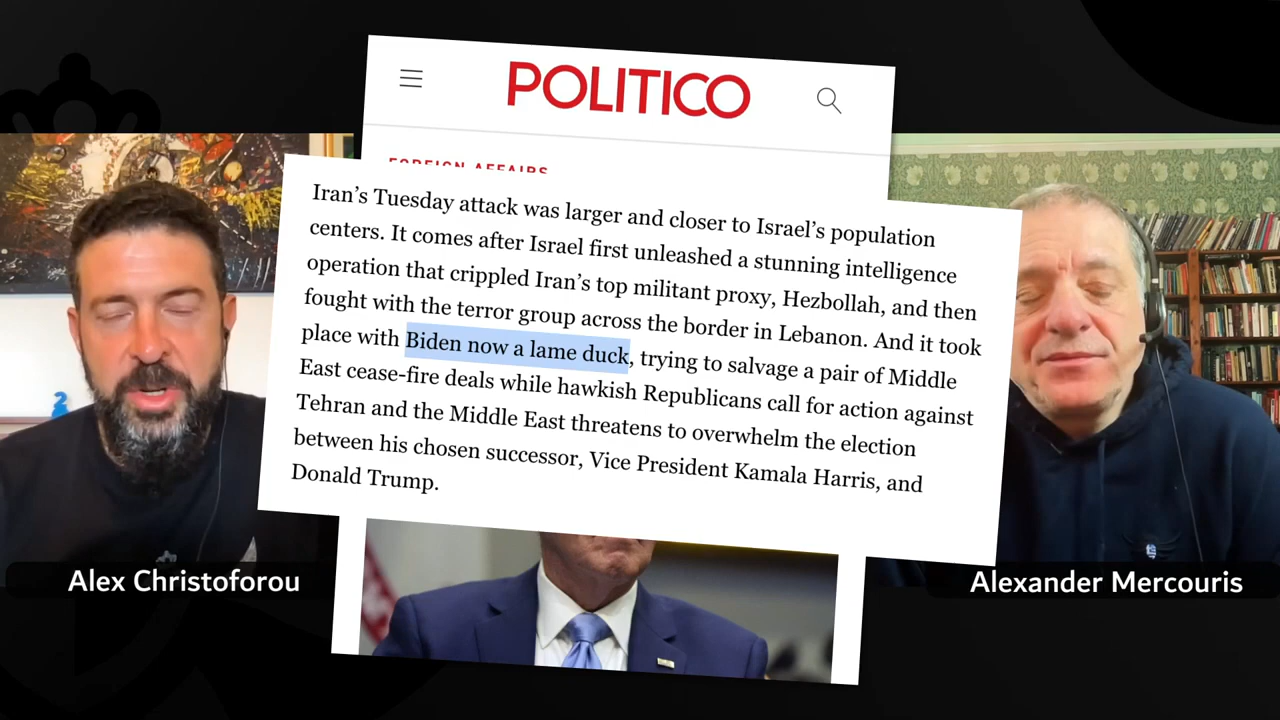 POLITICO
FOREIGN AFFAIRS
Iran’s Tuesday attack was larger and closer to Israel’s population
centers. It comes after Israel first unleashed a stunning intelligence
operation that crippled Iran’s top militant proxy, Hezbollah, and then
fought with the terror group across the border in Lebanon. And it took
place with Biden now a lame duck, trying to salvage a pair of Middle
East cease-fire deals while hawkish Republicans call for action against
Tehran and the Middle East threatens to overwhelm the election
between his chosen successor, Vice President Kamala Harris, and
Donald Trump.
Alex Christoforou
Alexander Mercouris